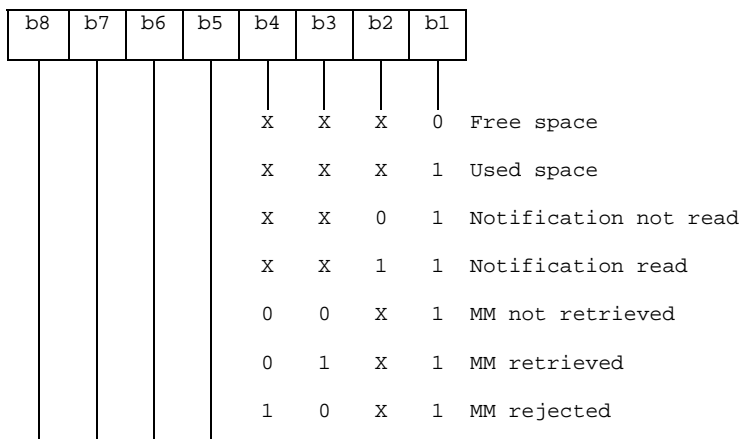 b8 b7 b6 b5 b4 b3 b2 b1
X X X 0 Free space
X X X 1 Used space
X X 0 1 Notification not read
X X 1 1 Notification read
0 0 X 1 MM not retrieved
0 1 X 1 MM retrieved
1 0 X 1 MM rejected